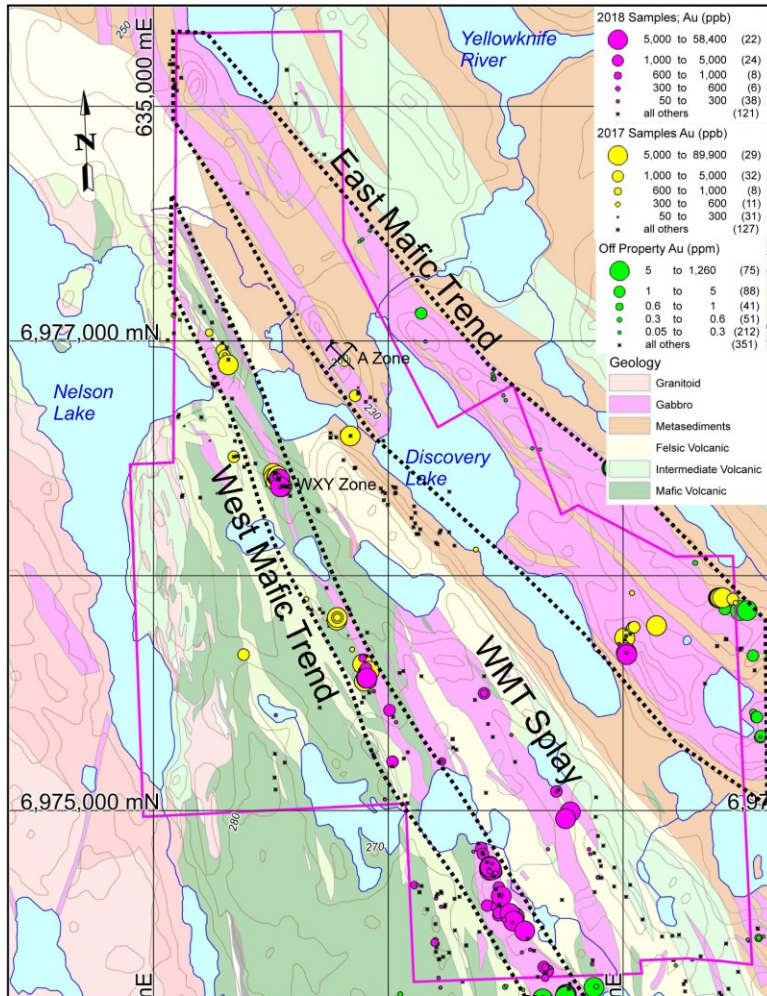 250
635,000 mE
N
Yellowknife
River
East Mafic Trend
6,977,000 mN
A Zone
230
Nelson
Lake
Discovery
Lake
WXY Zone
West Mafic Trend
WMT Splay
6,975,000 mN
6,97
280
270
mE
mE
2018 Samples; Au (ppb)
5,000 to 58,400 (22)
1,000 to 5,000 (24)
600 to 1,000 (8)
300 to 600 (6)
50 to 300 (38)
all others (121)
2017 Samples Au (ppb)
5,000 to 89,900 (29)
1,000 to 5,000 (32)
600 to 1,000 (8)
300 to 600 (11)
50 to 300 (31)
all others (127)
Off Property Au (ppm)
5 to 1,260 (75)
1 to 5 (88)
0.6 to 1 (41)
0.3 to 0.6 (51)
0.05 to 0.3 (212)
all others (351)
Geology
Granitoid
Gabbro
Metasediments
Felsic Volcanic
Intermediate Volcanic
Mafic Volcanic